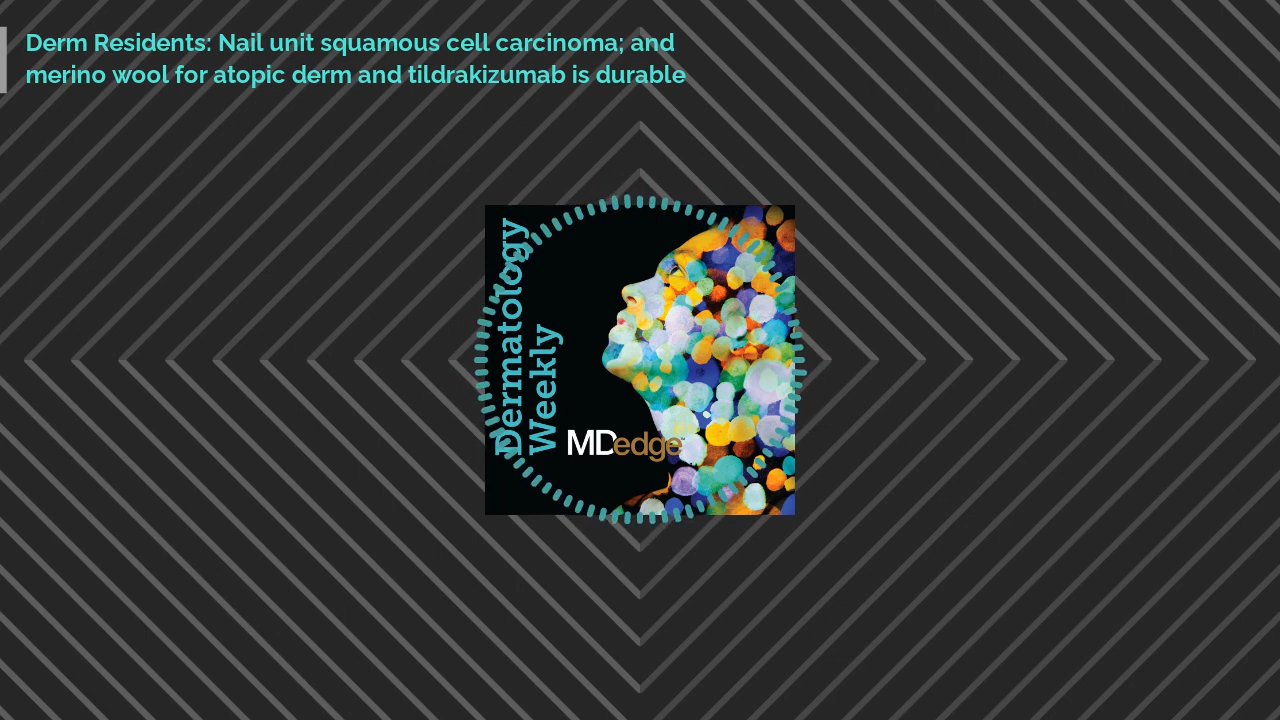 Derm Residents: Nail unit squamous cell carcinoma; and
merino wool for atopic derm and tildrakizumab is durable
Dermatology
Weekly
MDedge